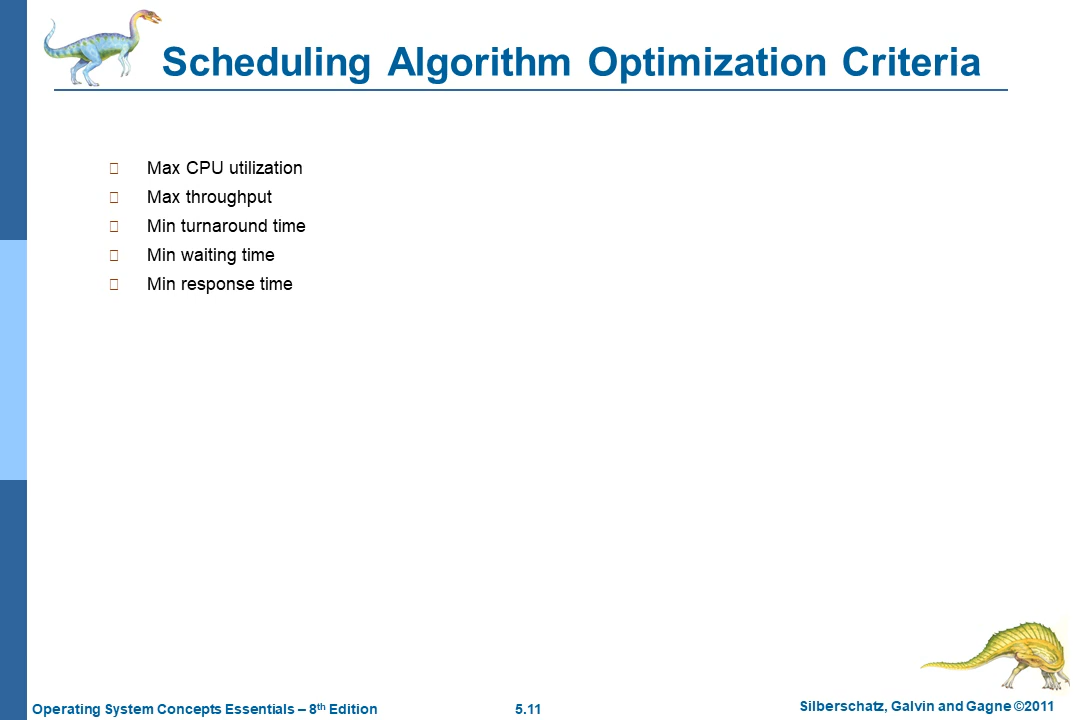 Scheduling Algorithm Optimization Criteria
Max CPU utilization
Max throughput
Min turnaround time
Min waiting time
Min response time
Operating System Concepts Essentials – 8th Edition
5.11
Silberschatz, Galvin and Gagne ©2011